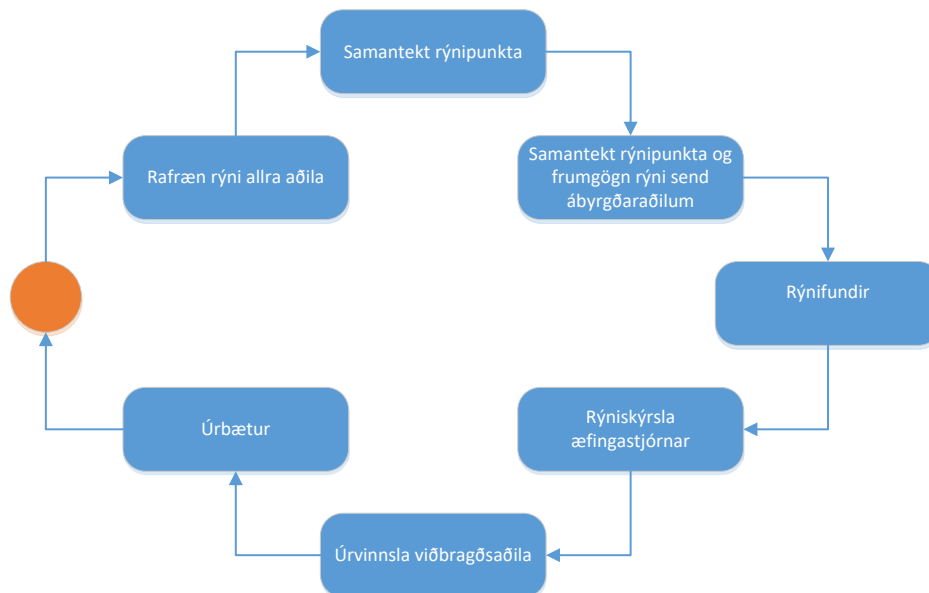 Samantekt rýnipunkta
Rafræn rýni allra aðila
Samantekt rýnipunkta og
frumgögn rýni send
ábyrgðaraðilum
Rýnifundir
Rýniskýrsla
æfingastjórnar
Úrbætur
Úrvinnsla viðbragðsaðila